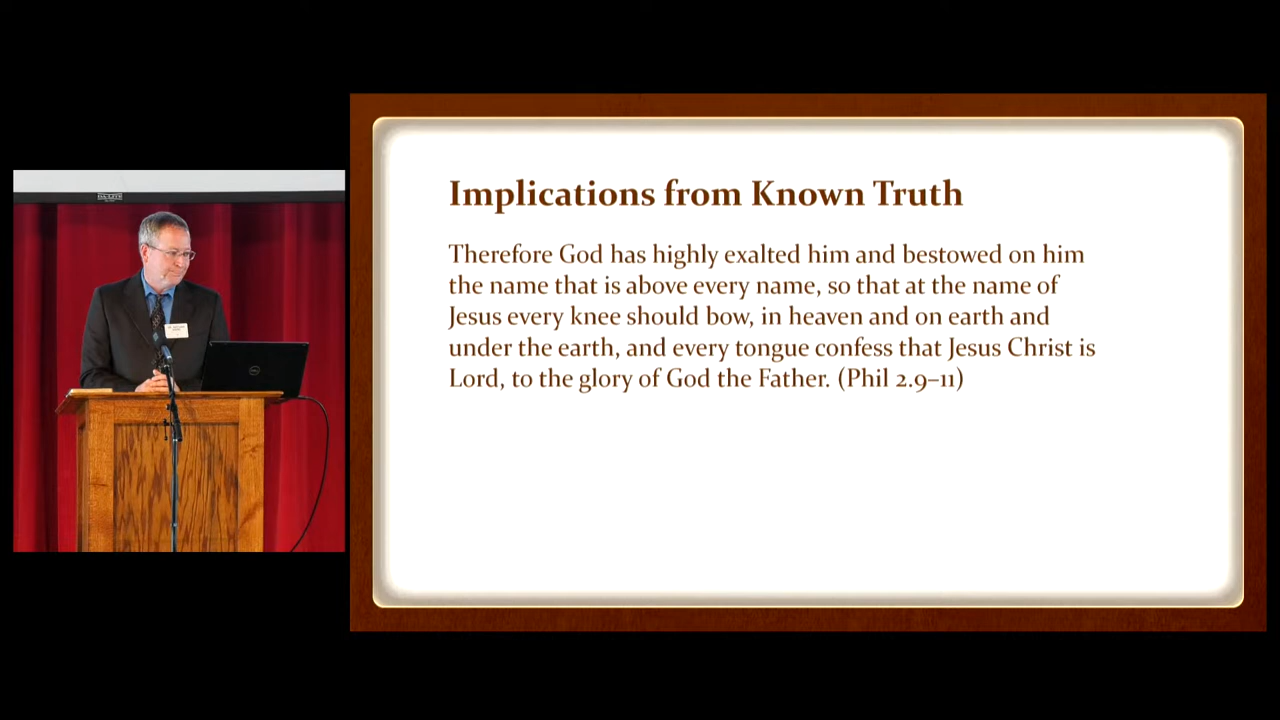 Implications from Known Truth
Therefore God has highly exalted him and bestowed on him
the name that is above every name, so that at the name of
Jesus every knee should bow, in heaven and on earth and
under the earth, and every tongue confess that Jesus Christ is
Lord, to the glory of God the Father. (Phil 2.9–11)
DELL